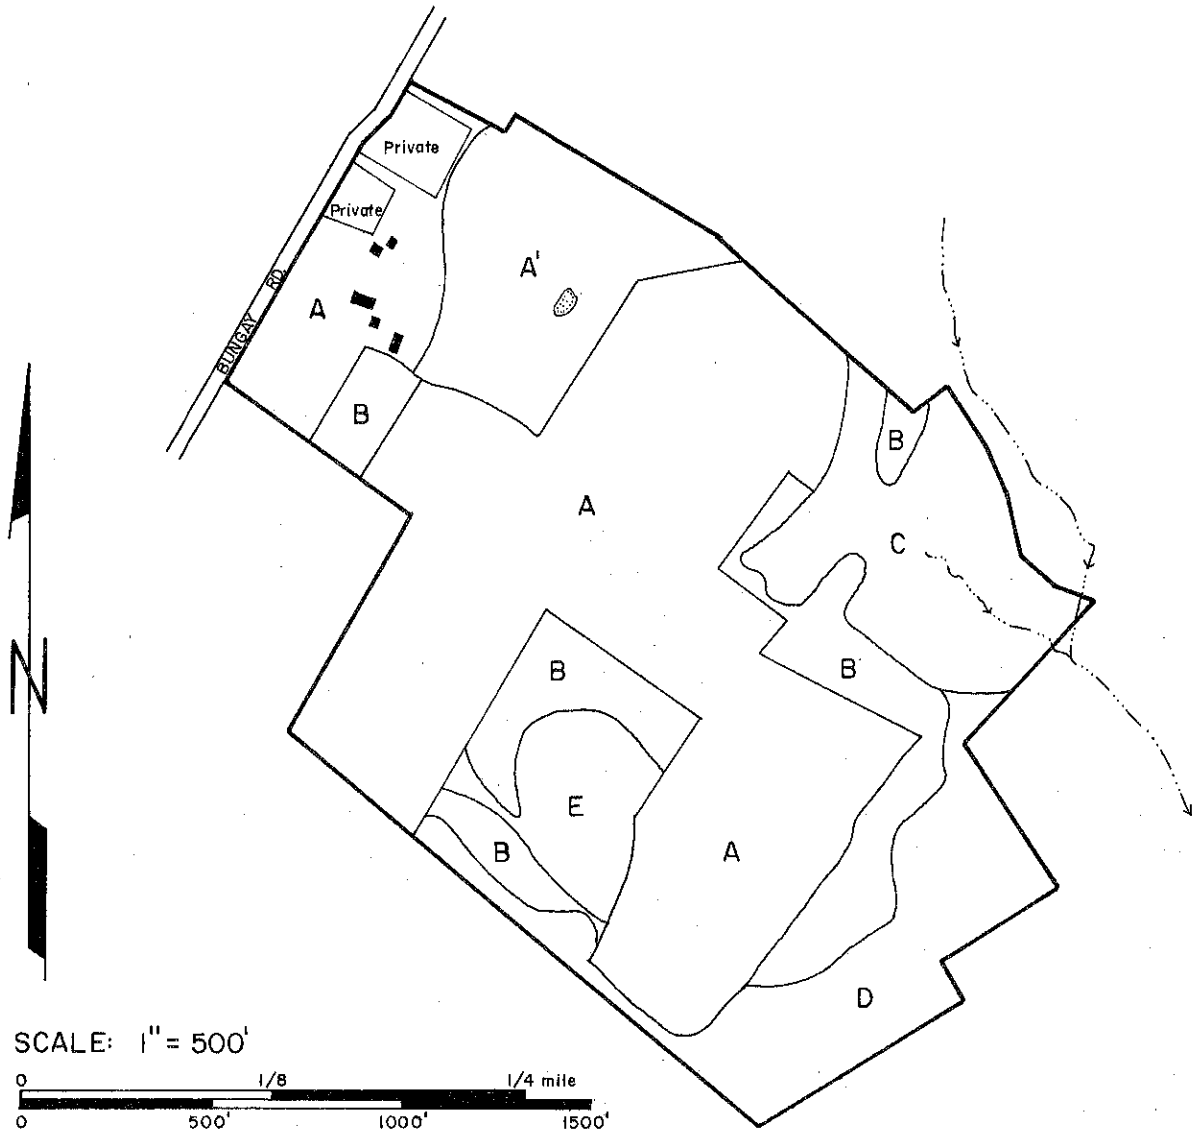 Private
Private
A'
A
BUNGAY RD.
B
B
A
C
B
B
E
B
A
D
N
SCALE: 1" = 500'
0 1/8 1/4 mile
0 500' 1000' 1500'